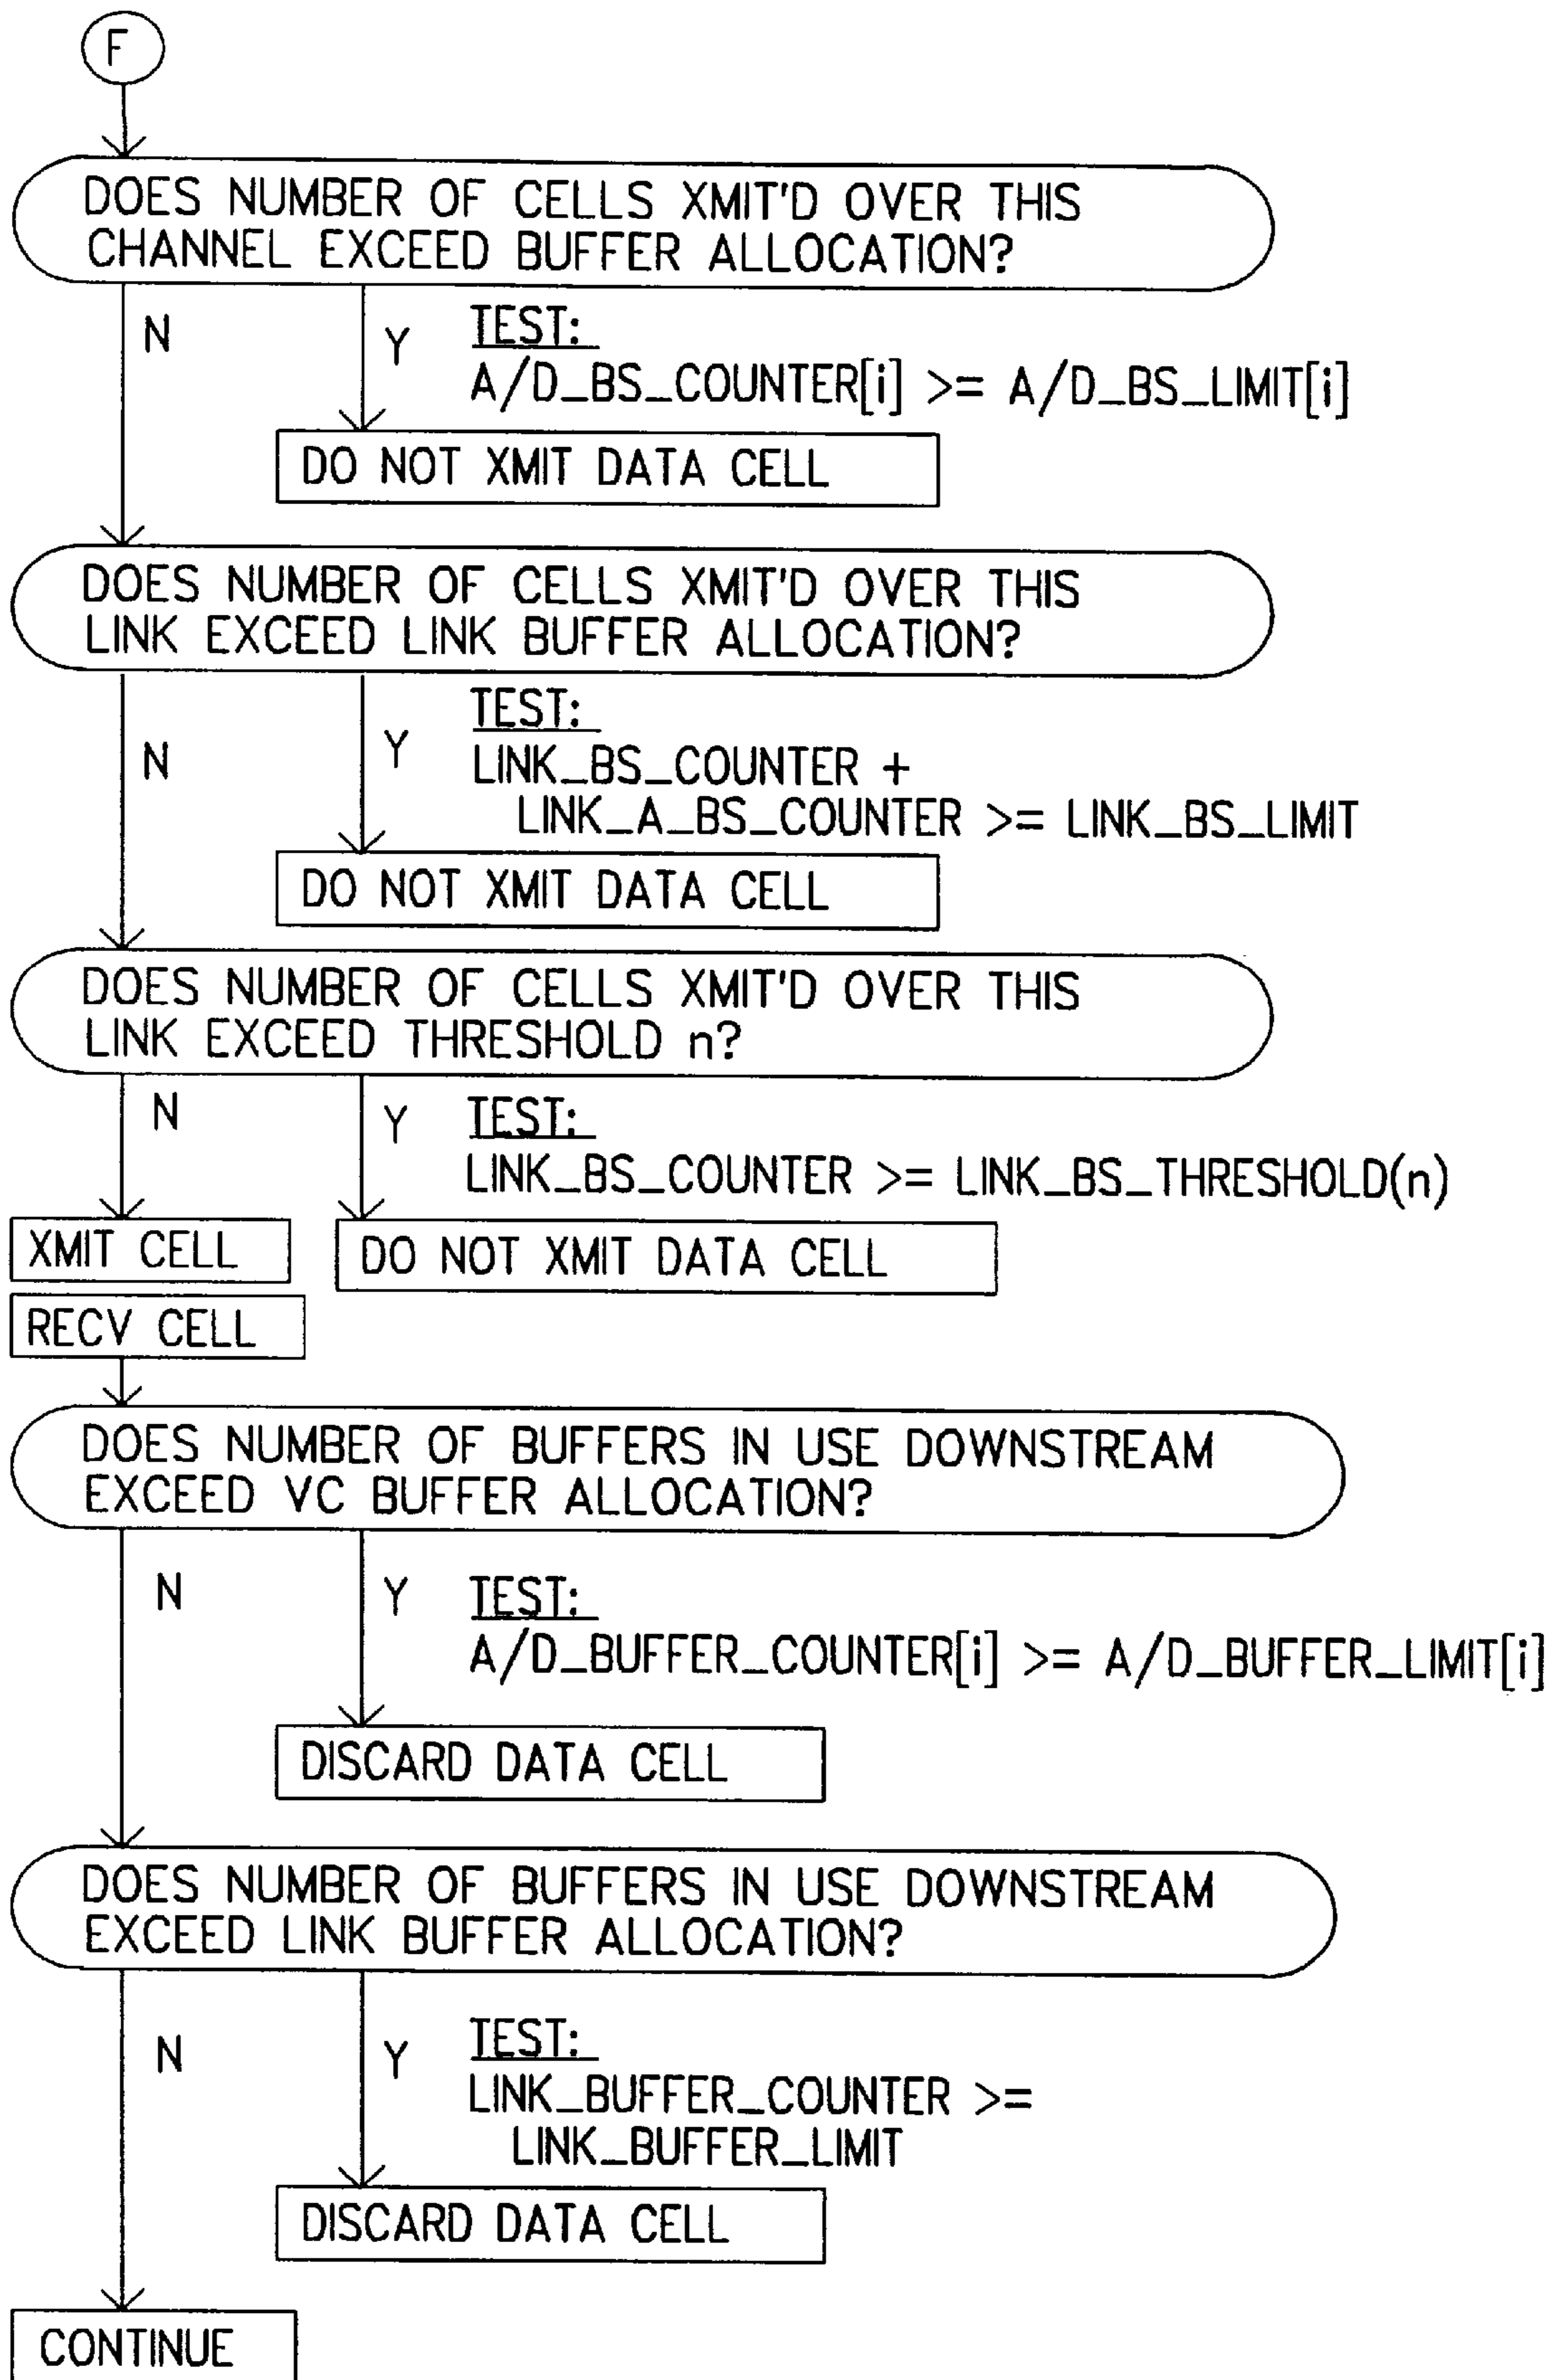 F
DOES NUMBER OF CELLS XMIT'D OVER THIS
CHANNEL EXCEED BUFFER ALLOCATION?
N
Y
TEST:
A/D_BS_COUNTER[i] >= A/D_BS_LIMIT[i]
DO NOT XMIT DATA CELL
DOES NUMBER OF CELLS XMIT'D OVER THIS
LINK EXCEED LINK BUFFER ALLOCATION?
N
Y
TEST:
LINK_BS_COUNTER +
LINK_A_BS_COUNTER >= LINK_BS_LIMIT
DO NOT XMIT DATA CELL
DOES NUMBER OF CELLS XMIT'D OVER THIS
LINK EXCEED THRESHOLD n?
N
Y
TEST:
LINK_BS_COUNTER >= LINK_BS_THRESHOLD(n)
XMIT CELL
DO NOT XMIT DATA CELL
RECV CELL
DOES NUMBER OF BUFFERS IN USE DOWNSTREAM
EXCEED VC BUFFER ALLOCATION?
N
Y
TEST:
A/D_BUFFER_COUNTER[i] >= A/D_BUFFER_LIMIT[i]
DISCARD DATA CELL
DOES NUMBER OF BUFFERS IN USE DOWNSTREAM
EXCEED LINK BUFFER ALLOCATION?
N
Y
TEST:
LINK_BUFFER_COUNTER >=
LINK_BUFFER_LIMIT
DISCARD DATA CELL
CONTINUE